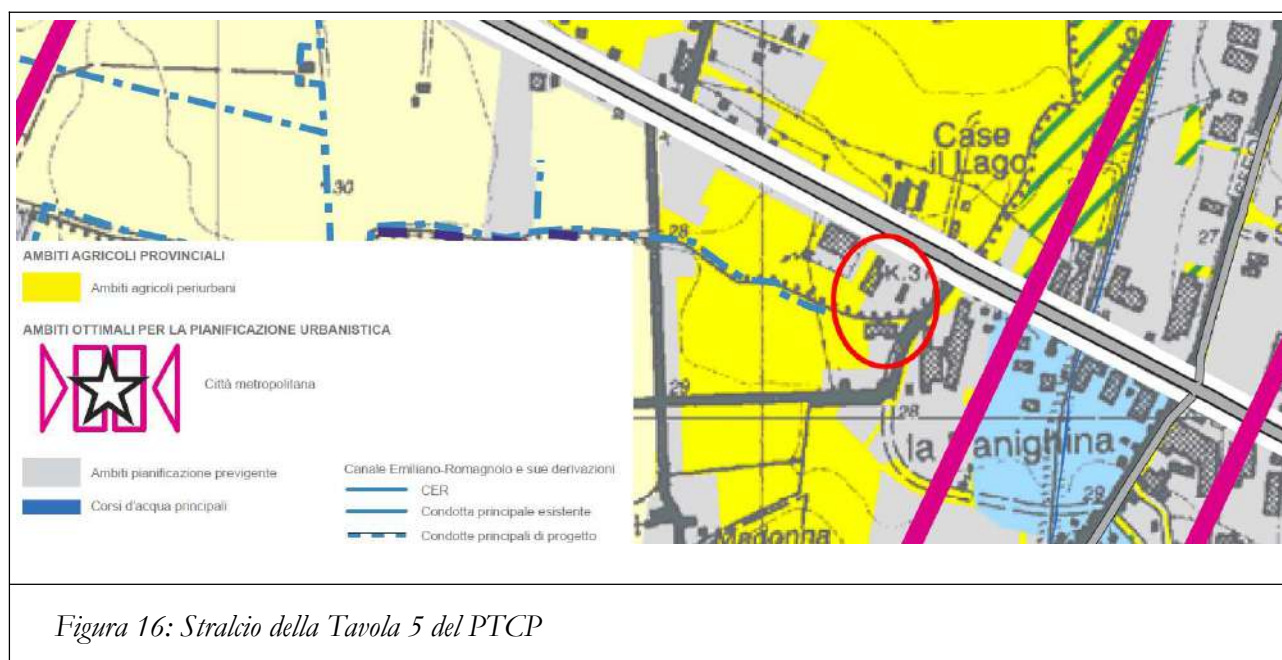 Case
il Lago
30
28
K.3
27
29
28
la
29
Madonna
AMBITI AGRICOLI PROVINCIALI
Ambiti agricoli periurbani
AMBITI OTTIMALI PER LA PIANIFICAZIONE URBANISTICA
Città metropolitana
Ambiti pianificazione previgente
Corsi d'acqua principali
Canale Emiliano-Romagnolo e sue derivazioni
CER
Condotta principale esistente
Condotte principali di progetto
Figura 16: Stralcio della Tavola 5 del PTCP